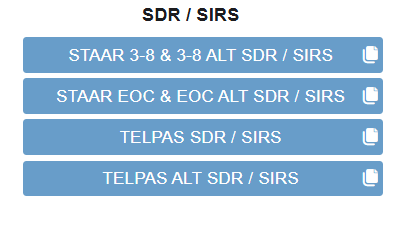 SDR / SIRS
STAAR 3-8 & 3-8 ALT SDR / SIRS
STAAR EOC & EOC ALT SDR / SIRS
TELPAS SDR / SIRS
TELPAS ALT SDR / SIRS